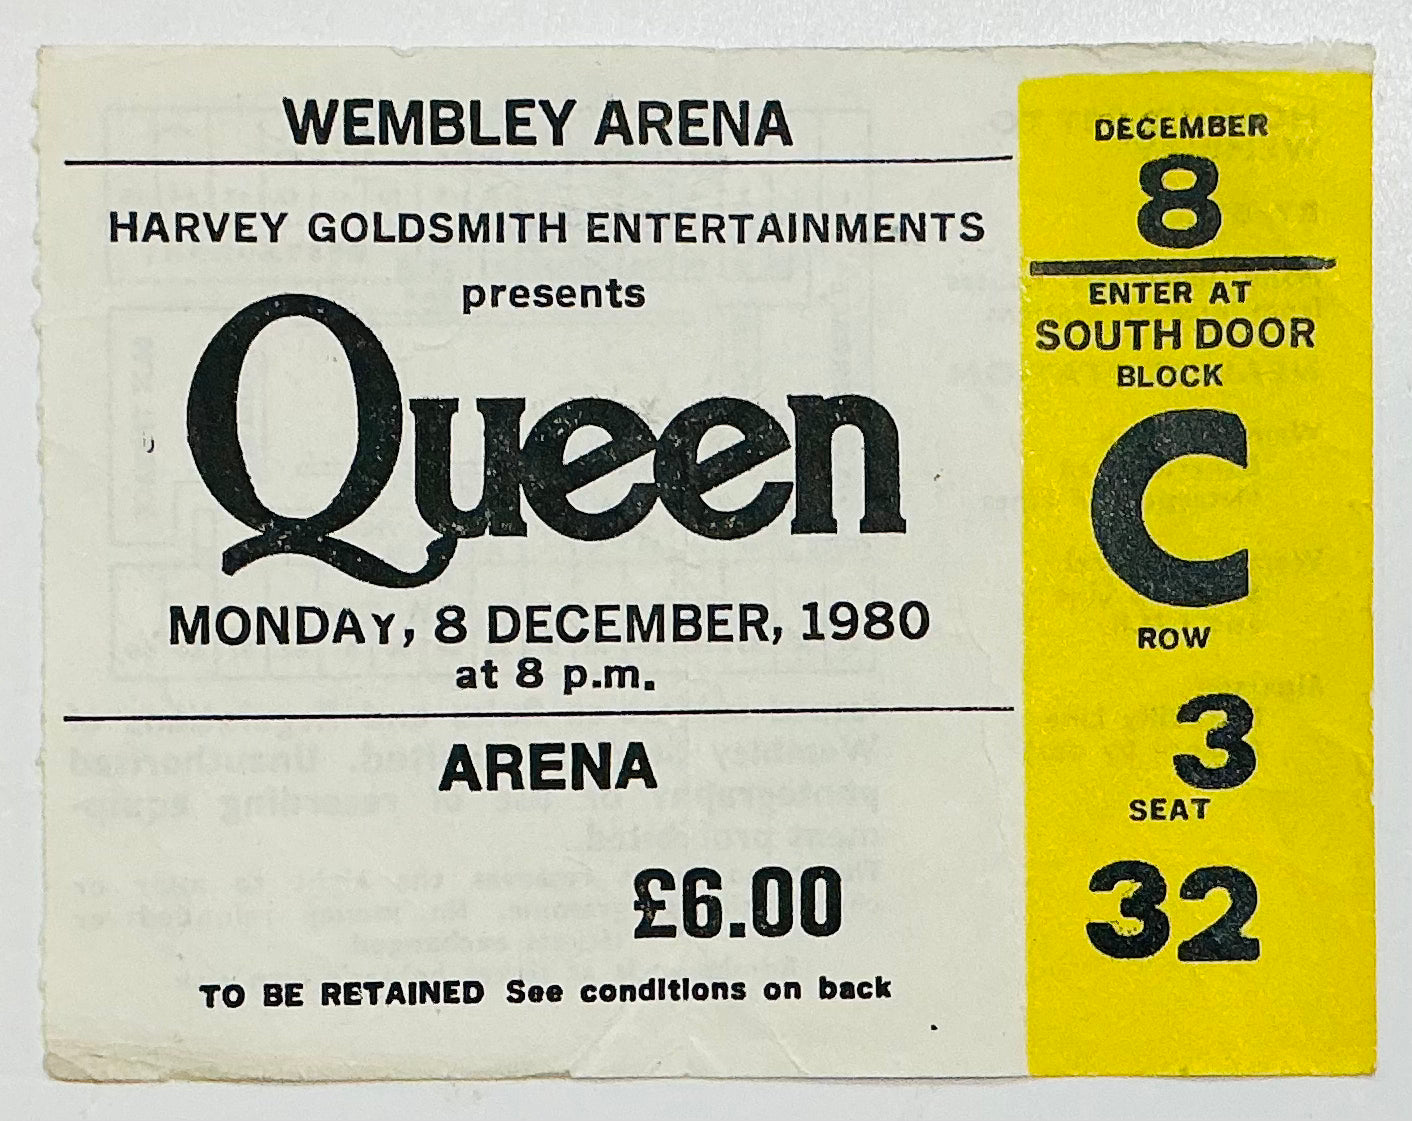 WEMBLEY ARENA
HARVEY GOLDSMITH ENTERTAINMENTS
presents
Queen
MONDAY, 8 DECEMBER, 1980
at 8 p.m.
ARENA
£6.00
TO BE RETAINED See conditions on back
DECEMBER
8
ENTER AT
SOUTH DOOR
BLOCK
C
ROW
3
SEAT
32